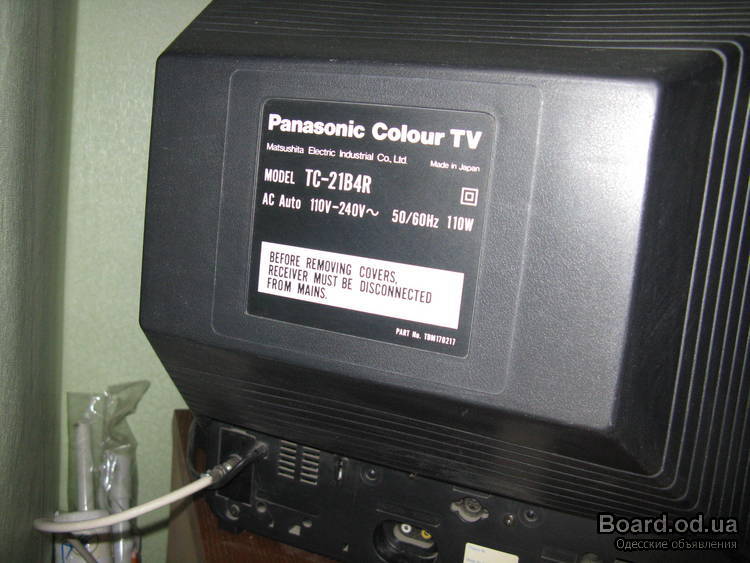 Panasonic Colour TV
Matsushita Electric Industrial Co., Ltd. Made in Japan
MODEL TC-21B4R
AC Auto 110V-240V~ 50/60Hz 110W
BEFORE REMOVING COVERS,
RECEIVER MUST BE DISCONNECTED
FROM MAINS.
PART No. TBM170217
Board.od.ua
Одесские объявления